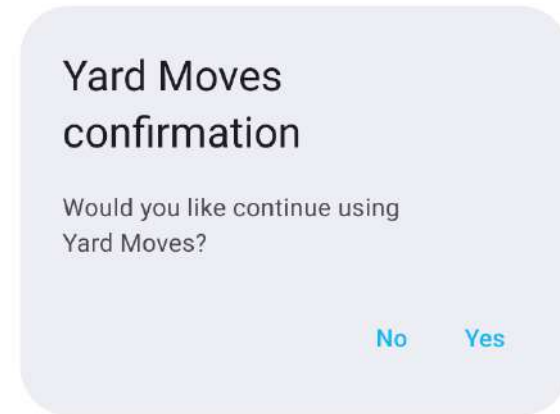 Yard Moves
confirmation
Would you like continue using
Yard Moves?
No Yes